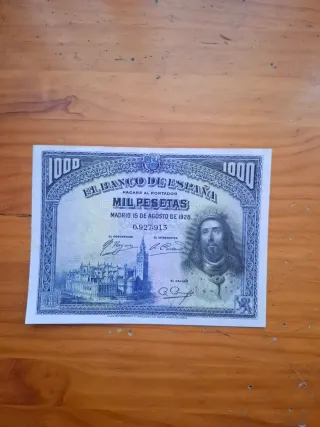 1000 1000
EL BANCO DE ESPAÑA
PAGARÁ AL PORTADOR
MIL PESETAS
MADRID 15 DE AGOSTO DE 1928
0,927,913
EL GOBERNADOR EL INTERVENTOR
EL CAJERO